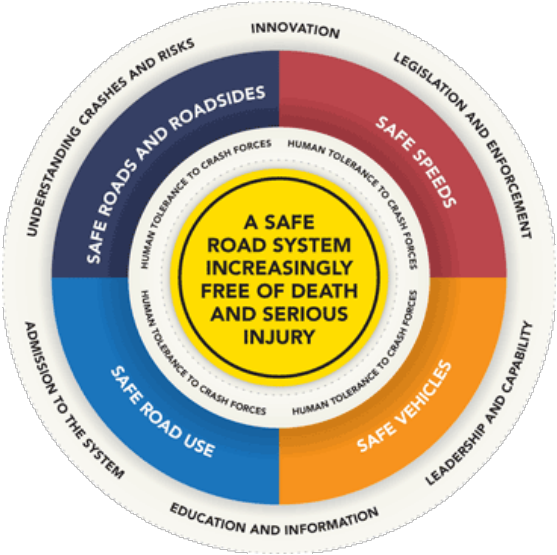 INNOVATION
LEGISLATION AND ENFORCEMENT
LEADERSHIP AND CAPABILITY
EDUCATION AND INFORMATION
ADMISSION TO THE SYSTEM
UNDERSTANDING CRASHES AND RISKS
SAFE ROADS AND ROADSIDES
SAFE SPEEDS
SAFE VEHICLES
SAFE ROAD USE
HUMAN TOLERANCE TO CRASH FORCES
HUMAN TOLERANCE TO CRASH FORCES
HUMAN TOLERANCE TO CRASH FORCES
HUMAN TOLERANCE TO CRASH FORCES
A SAFE
ROAD SYSTEM
INCREASINGLY
FREE OF DEATH
AND SERIOUS
INJURY